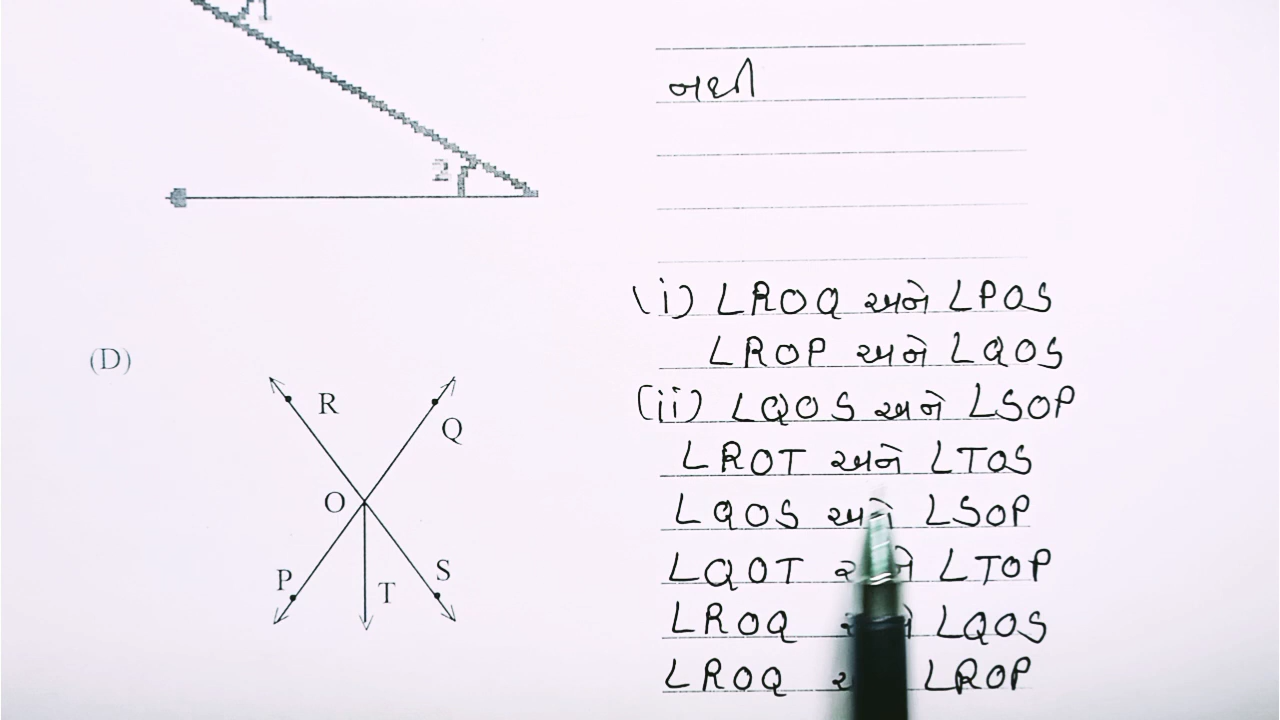 1
2
નથી
(D)
R
Q
O
P
S
T
(i) ∠ROQ અને ∠POS
∠ROP અને ∠QOS
(ii) ∠QOS અને ∠SOP
∠ROT અને ∠TOS
∠QOS અને ∠SOP
∠QOT અને ∠TOP
∠ROQ ∠QOS
∠ROQ ∠ROP